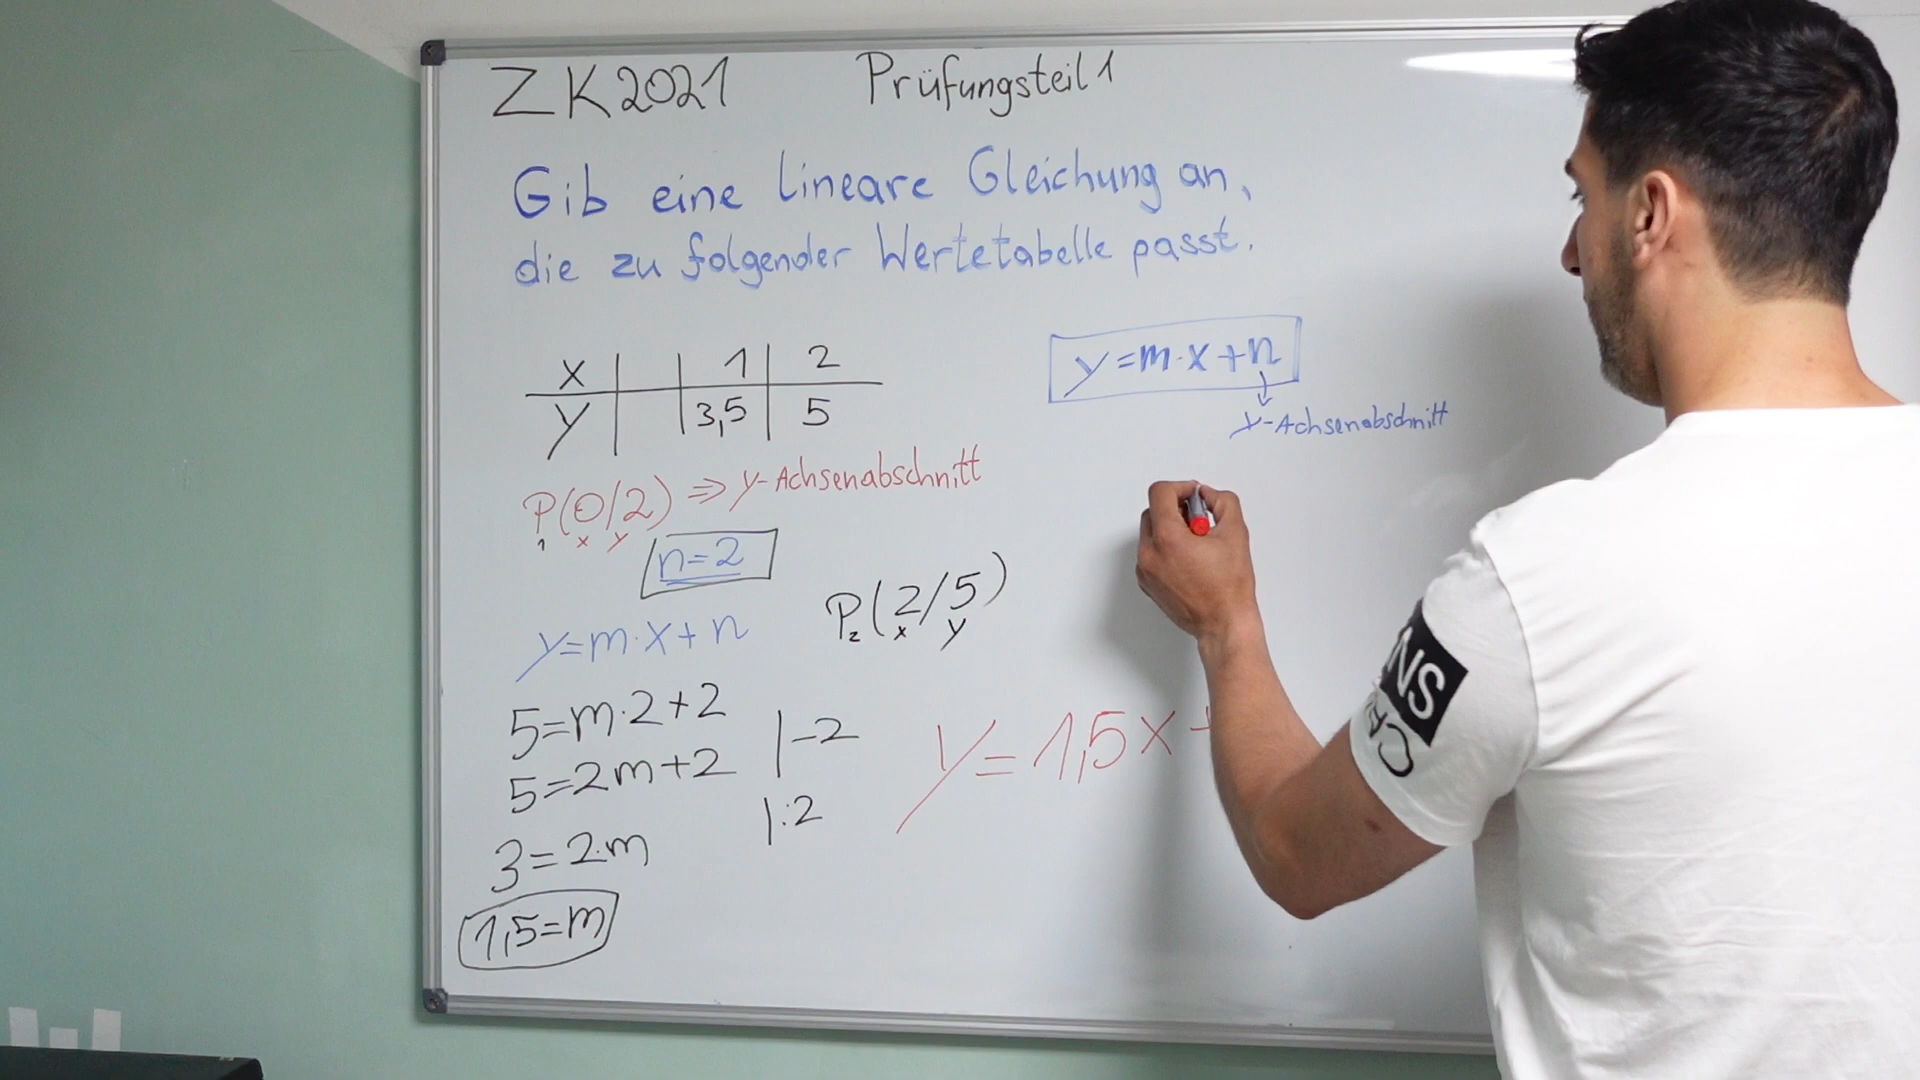 ZK2021 Prüfungsteil 1
Gib eine lineare Gleichung an,
die zu folgender Wertetabelle passt.
x 1 2
y 3,5 5
y=m·x+n
y-Achsenabschnitt
P1(0/2) ⇒ y-Achsenabschnitt
x y
n=2
P2(2/5)
x y
y=m·x+n
5=m·2+2 |-2
5=2m+2
3=2·m |:2
1,5=m
y=1,5x+
NS